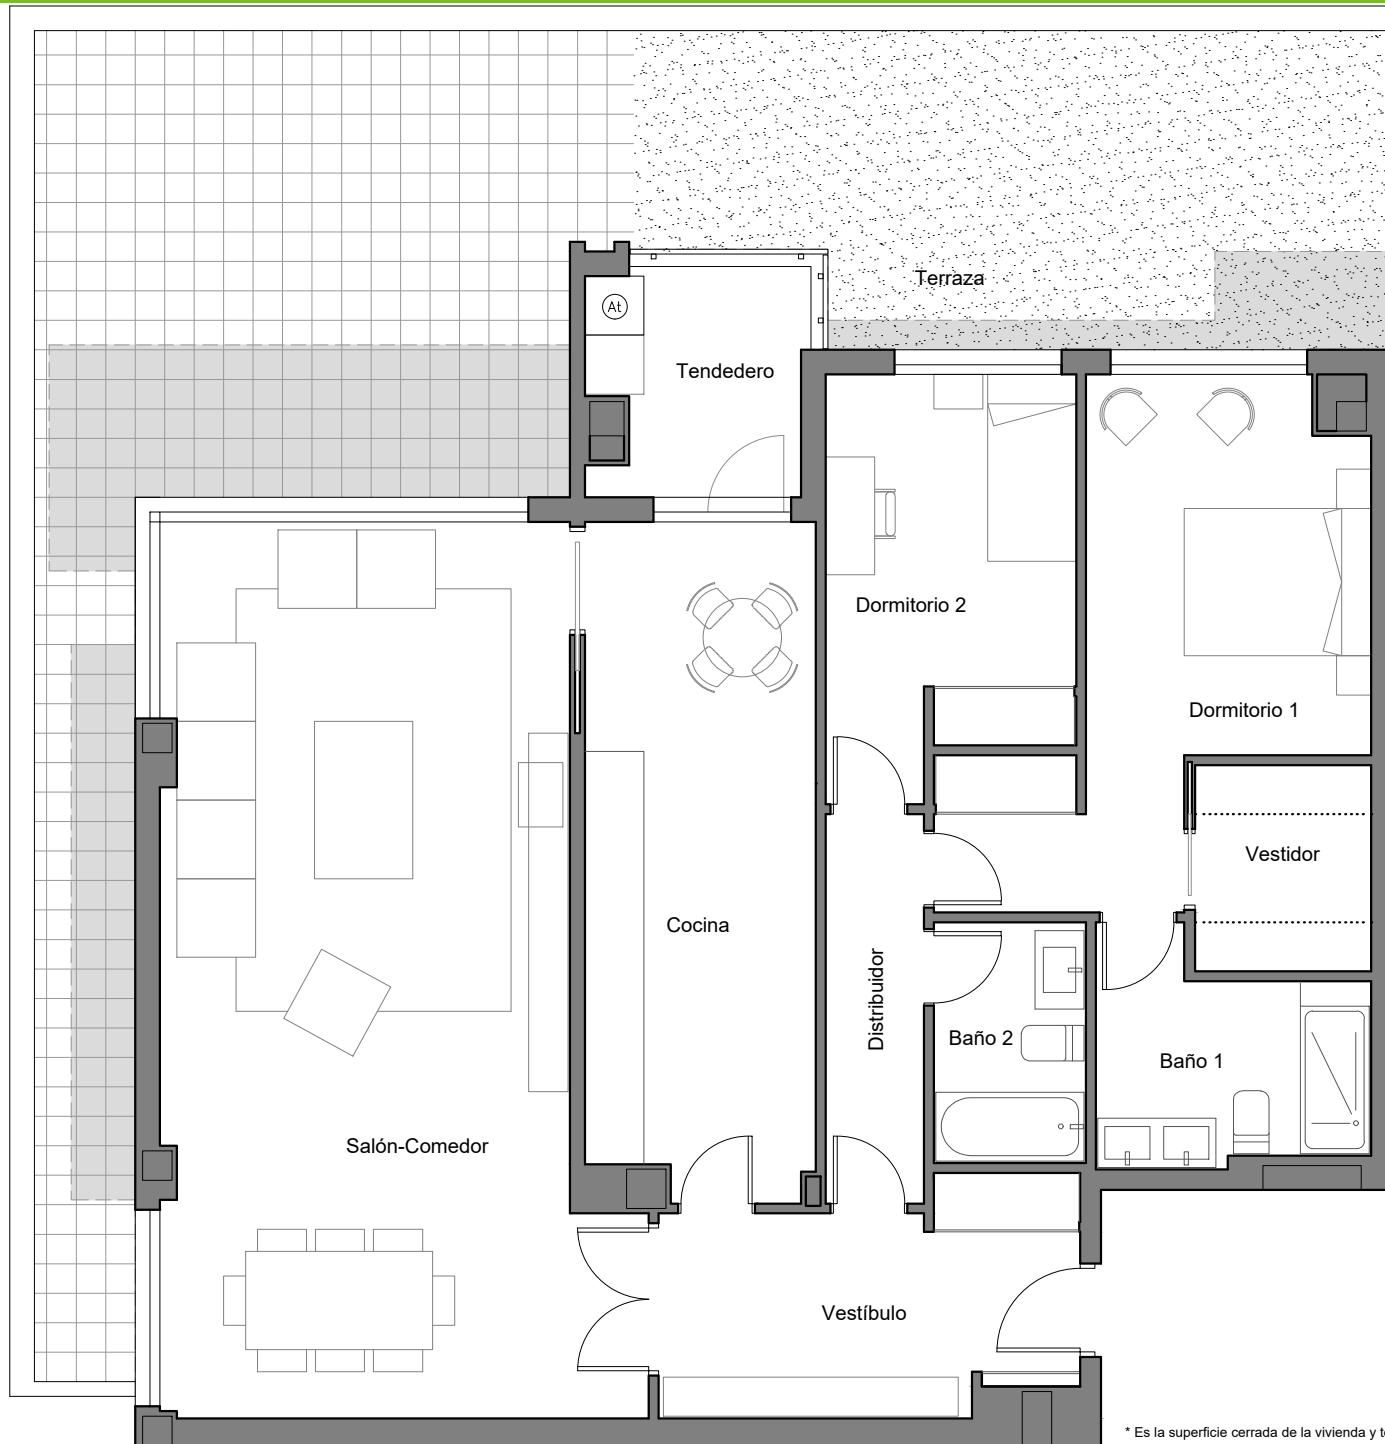 Terraza
At
Tendedero
Dormitorio 2
Dormitorio 1
Vestidor
Cocina
Distribuidor
Baño 2
Baño 1
Salón-Comedor
Vestíbulo
* Es la superficie cerrada de la vivienda y